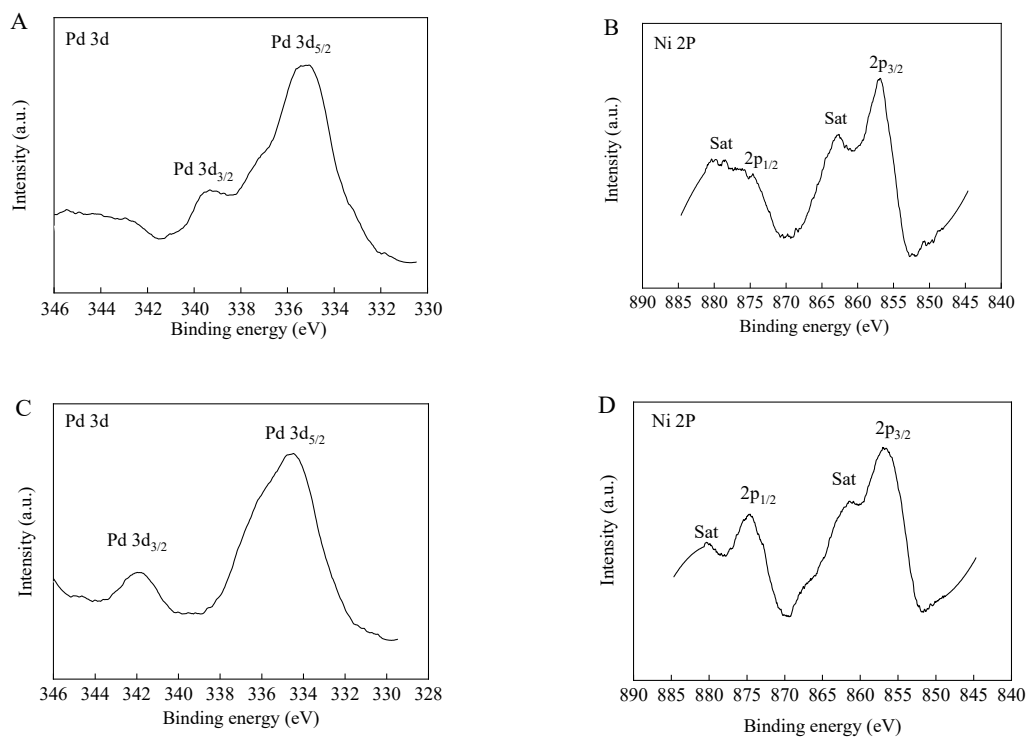 A
Pd 3d
Pd 3d5/2
Pd 3d3/2
Intensity (a.u.)
346 344 342 340 338 336 334 332 330
Binding energy (eV)
B
Ni 2P
2p3/2
Sat
Sat
2p1/2
Intensity (a.u.)
890 885 880 875 870 865 860 855 850 845 840
Binding energy (eV)
C
Pd 3d
Pd 3d5/2
Pd 3d3/2
Intensity (a.u.)
346 344 342 340 338 336 334 332 330 328
Binding energy (eV)
D
Ni 2P
2p3/2
Sat
2p1/2
Sat
Intensity (a.u.)
890 885 880 875 870 865 860 855 850 845 840
Binding energy (eV)